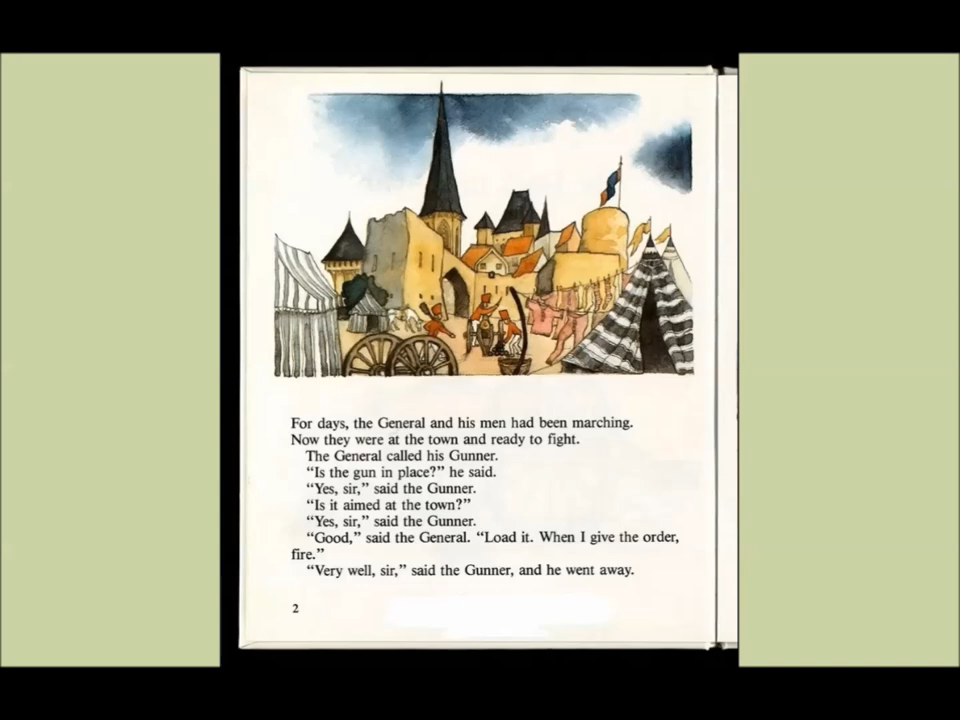 For days, the General and his men had been marching.
Now they were at the town and ready to fight.
The General called his Gunner.
“Is the gun in place?” he said.
“Yes, sir,” said the Gunner.
“Is it aimed at the town?”
“Yes, sir,” said the Gunner.
“Good,” said the General. “Load it. When I give the order,
fire.”
“Very well, sir,” said the Gunner, and he went away.
2